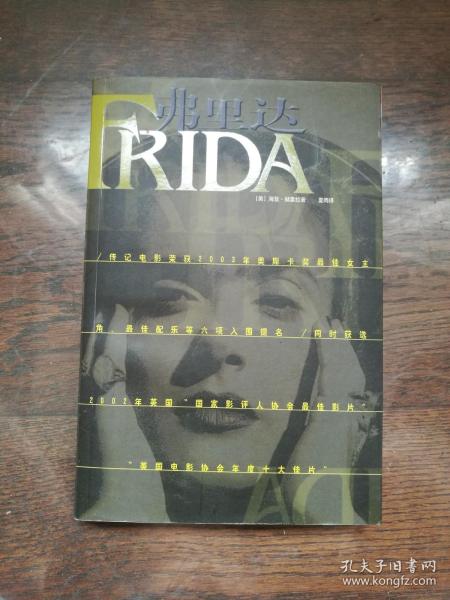 弗里达
FRIDA
[美] 海登·赫雷拉著 夏雨译
/传记电影荣获2003年奥斯卡奖最佳女主
角、最佳配乐等六项入围提名 /同时获选
2002年英国"国家影评人协会最佳影片"
"美国电影协会年度十大佳片"
孔夫子旧书网
www.kongfz.com